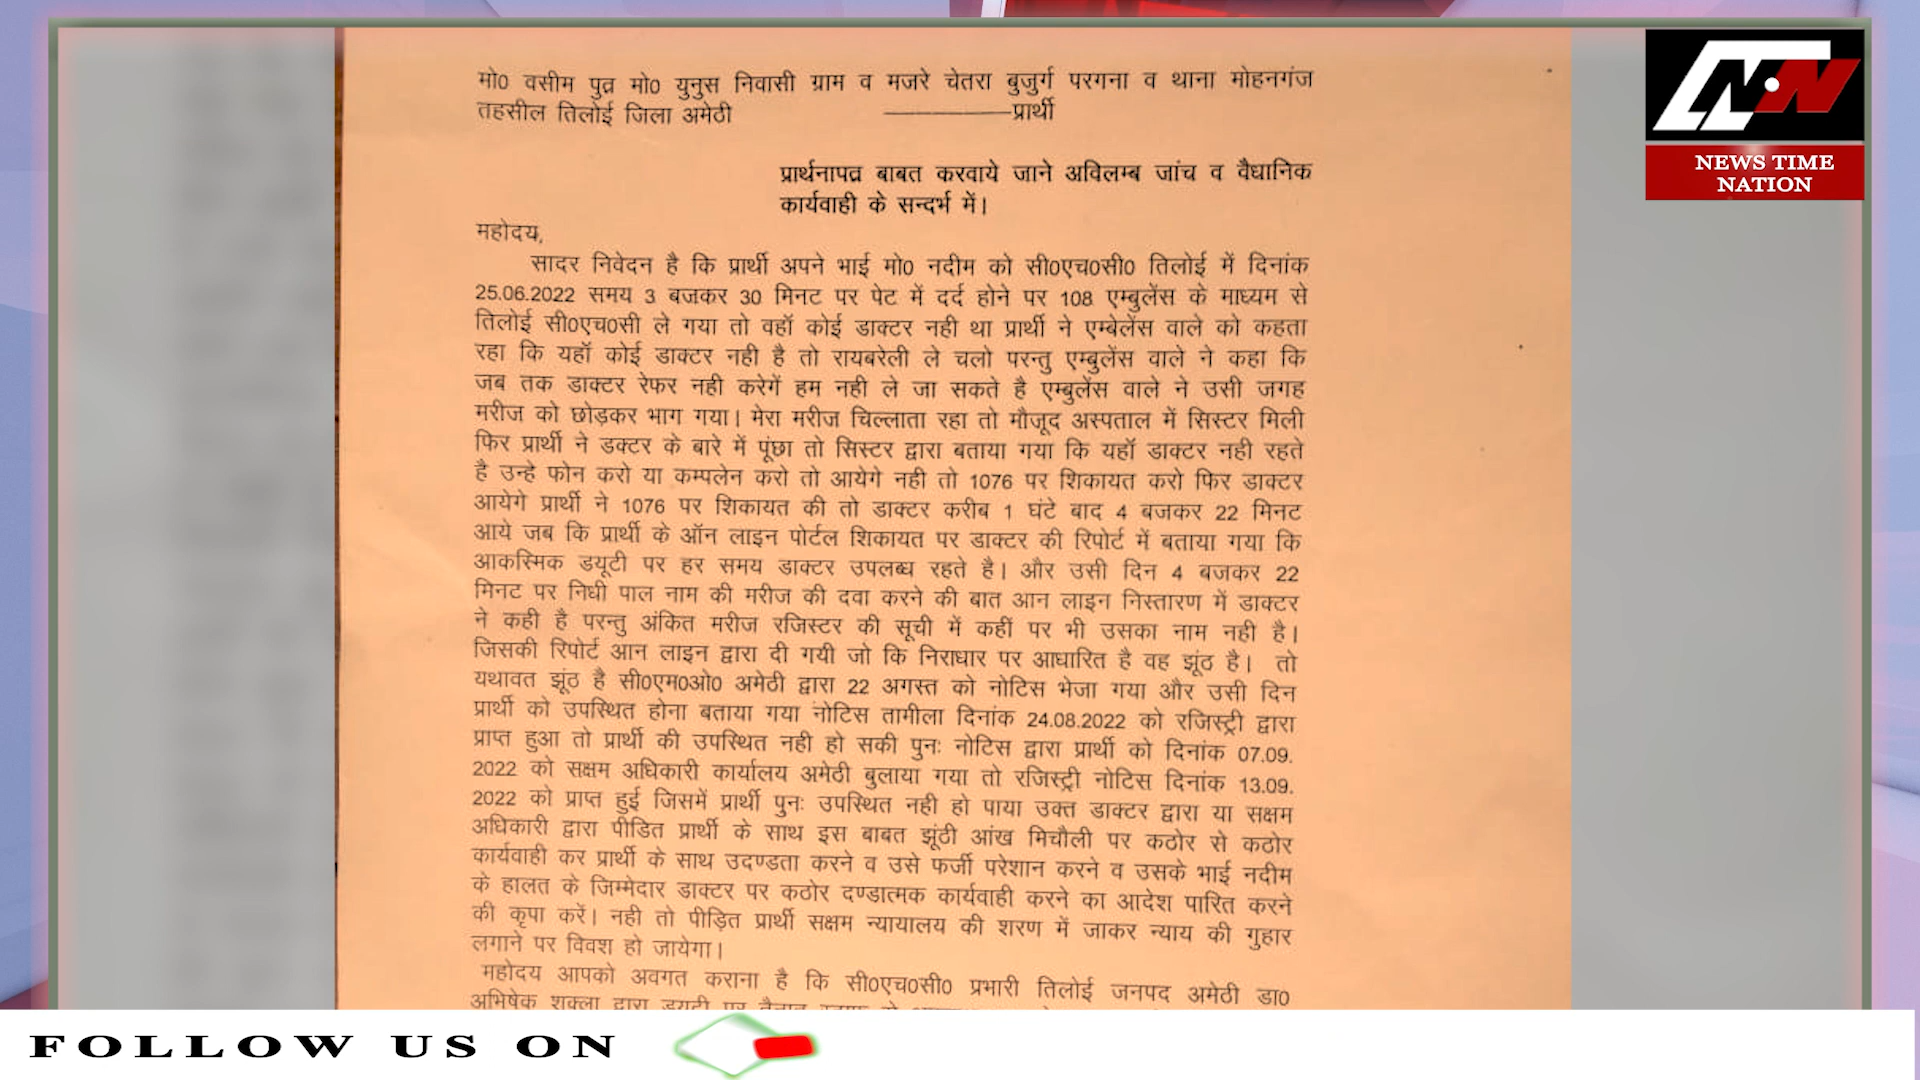 मो0 वसीम पुत्र मो0 युनुस निवासी ग्राम व मजरे चेतरा बुजुर्ग परगना व थाना मोहनगंज
तहसील तिलोई जिला अमेठी ————प्रार्थी
प्रार्थनापत्र बाबत करवाये जाने अविलम्ब जांच व वैधानिक
कार्यवाही के सन्दर्भ में।
महोदय,
सादर निवेदन है कि प्रार्थी अपने भाई मो0 नदीम को सी0एच0सी0 तिलोई में दिनांक
25.06.2022 समय 3 बजकर 30 मिनट पर पेट में दर्द होने पर 108 एम्बुलेंस के माध्यम से
तिलोई सी0एच0सी ले गया तो वहॉ कोई डाक्टर नही था प्रार्थी ने एम्बेलेंस वाले को कहता
रहा कि यहॉ कोई डाक्टर नही है तो रायबरेली ले चलो परन्तु एम्बुलेंस वाले ने कहा कि
जब तक डाक्टर रेफर नही करेगें हम नही ले जा सकते है एम्बुलेंस वाले ने उसी जगह
मरीज को छोड़कर भाग गया। मेरा मरीज चिल्लाता रहा तो मौजूद अस्पताल में सिस्टर मिली
फिर प्रार्थी ने डक्टर के बारे में पूंछा तो सिस्टर द्वारा बताया गया कि यहॉ डाक्टर नही रहते
है उन्हे फोन करो या कम्पलेन करो तो आयेगे नही तो 1076 पर शिकायत करो फिर डाक्टर
आयेगे प्रार्थी ने 1076 पर शिकायत की तो डाक्टर करीब 1 घंटे बाद 4 बजकर 22 मिनट
आये जब कि प्रार्थी के ऑन लाइन पोर्टल शिकायत पर डाक्टर की रिपोर्ट में बताया गया कि
आकस्मिक डयूटी पर हर समय डाक्टर उपलब्ध रहते है। और उसी दिन 4 बजकर 22
मिनट पर निधी पाल नाम की मरीज की दवा करने की बात आन लाइन निस्तारण में डाक्टर
ने कही है परन्तु अंकित मरीज रजिस्टर की सूची में कहीं पर भी उसका नाम नही है।
जिसकी रिपोर्ट आन लाइन द्वारा दी गयी जो कि निराधार पर आधारित है वह झूंठ है। तो
यथावत झूंठ है सी0एम0ओ0 अमेठी द्वारा 22 अगस्त को नोटिस भेजा गया और उसी दिन
प्रार्थी को उपस्थित होना बताया गया नोटिस तामीला दिनांक 24.08.2022 को रजिस्ट्री द्वारा
प्राप्त हुआ तो प्रार्थी की उपस्थित नही हो सकी पुनः नोटिस द्वारा प्रार्थी को दिनांक 07.09.
2022 को सक्षम अधिकारी कार्यालय अमेठी बुलाया गया तो रजिस्ट्री नोटिस दिनांक 13.09.
2022 को प्राप्त हुई जिसमें प्रार्थी पुनः उपस्थित नही हो पाया उक्त डाक्टर द्वारा या सक्षम
अधिकारी द्वारा पीडित प्रार्थी के साथ इस बाबत झूंठी आंख मिचौली पर कठोर से कठोर
कार्यवाही कर प्रार्थी के साथ उदण्डता करने व उसे फर्जी परेशान करने व उसके भाई नदीम
के हालत के जिम्मेदार डाक्टर पर कठोर दण्डात्मक कार्यवाही करने का आदेश पारित करने
की कृपा करें। नही तो पीड़ित प्रार्थी सक्षम न्यायालय की शरण में जाकर न्याय की गुहार
लगाने पर विवश हो जायेगा।
महोदय आपको अवगत कराना है कि सी0एच0सी0 प्रभारी तिलोई जनपद अमेठी डा0
अभिषेक शुक्ला द्वारा डयूटी पर तैनात
NEWS TIME
NATION
FOLLOW US ON